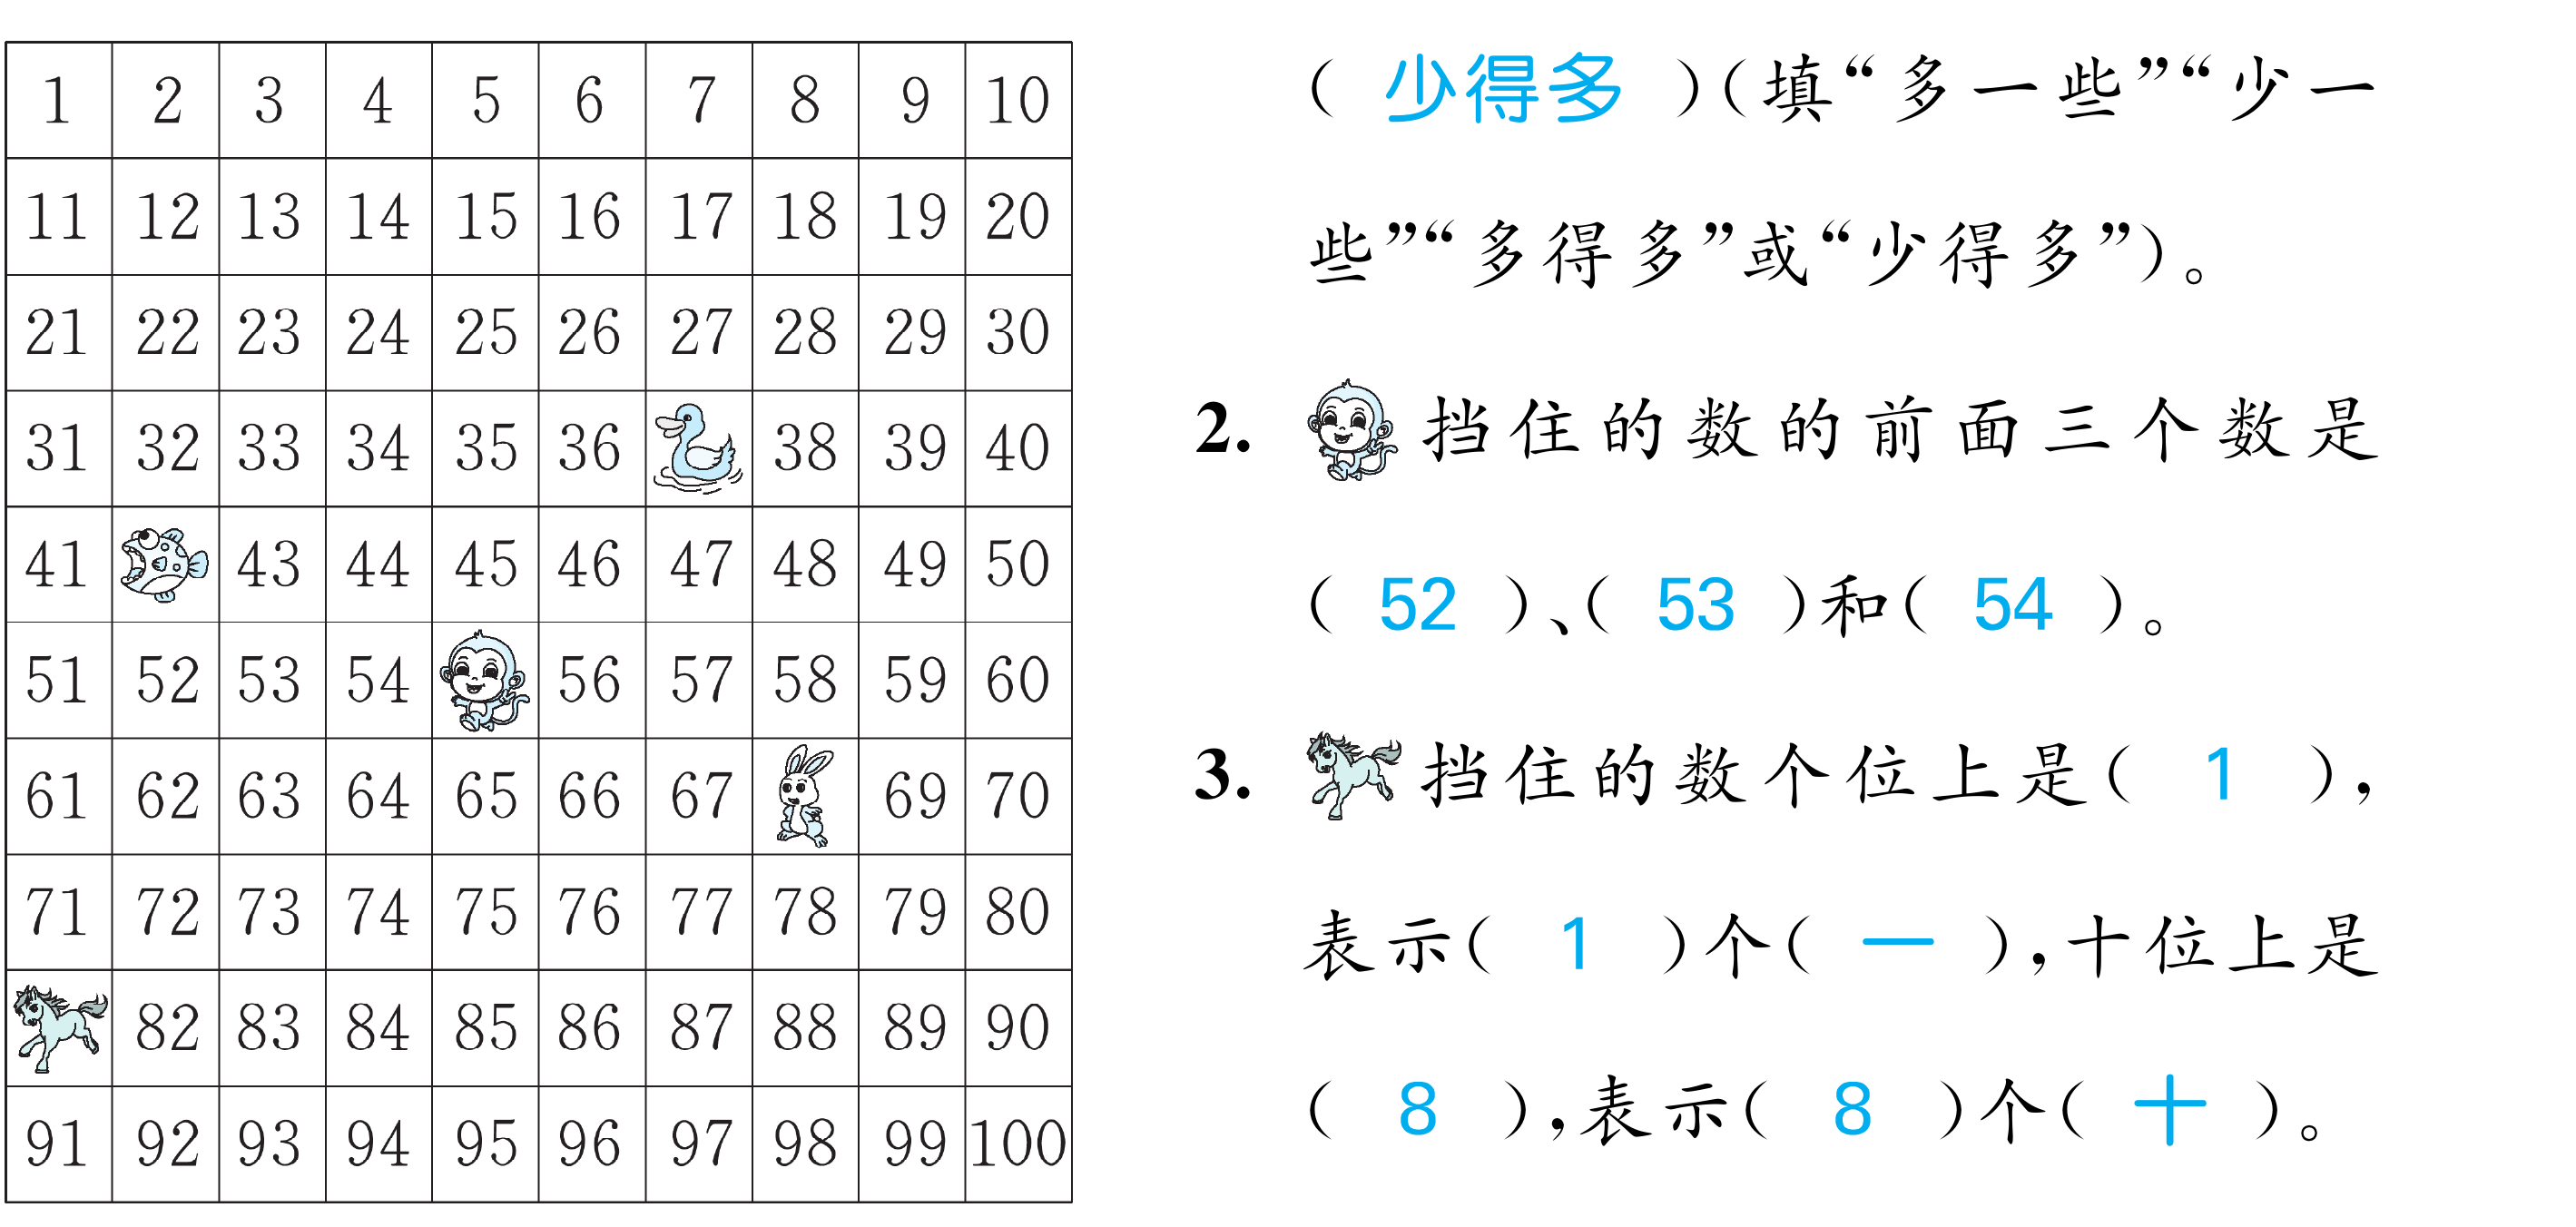 1 2 3 4 5 6 7 8 9 10
11 12 13 14 15 16 17 18 19 20
21 22 23 24 25 26 27 28 29 30
31 32 33 34 35 36 38 39 40
41 43 44 45 46 47 48 49 50
51 52 53 54 56 57 58 59 60
61 62 63 64 65 66 67 69 70
71 72 73 74 75 76 77 78 79 80
82 83 84 85 86 87 88 89 90
91 92 93 94 95 96 97 98 99 100
( 少得多 )(填“多一些”“少一
些”“多得多”或“少得多”)。
2. 挡住的数的前面三个数是
( 52 )、( 53 )和( 54 )。
3. 挡住的数个位上是( 1 ),
表示( 1 )个( 一 ),十位上是
( 8 ),表示( 8 )个( 十 )。